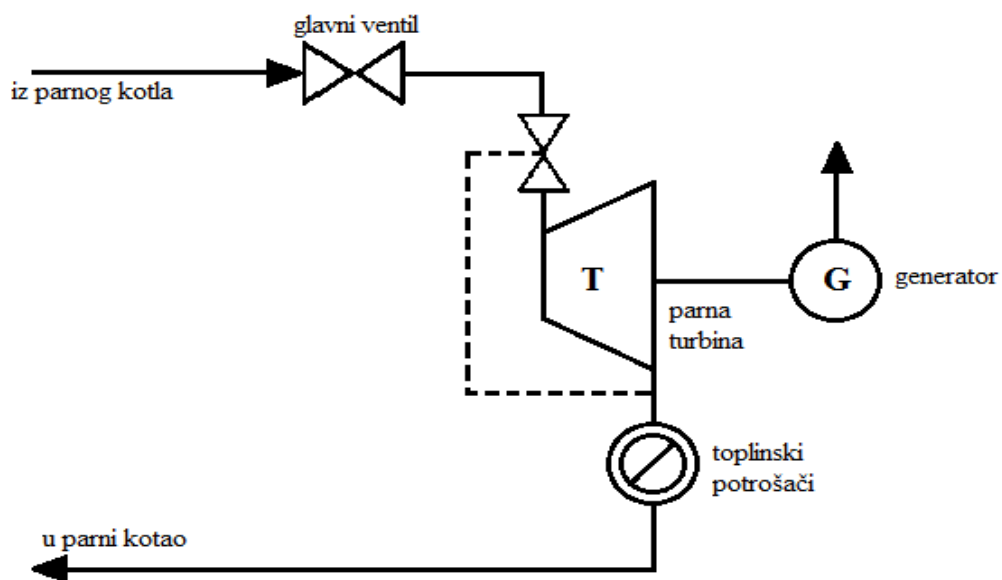 glavni ventil
iz parnog kotla
T
G
generator
parna
turbina
toplinski
potrošači
u parni kotao